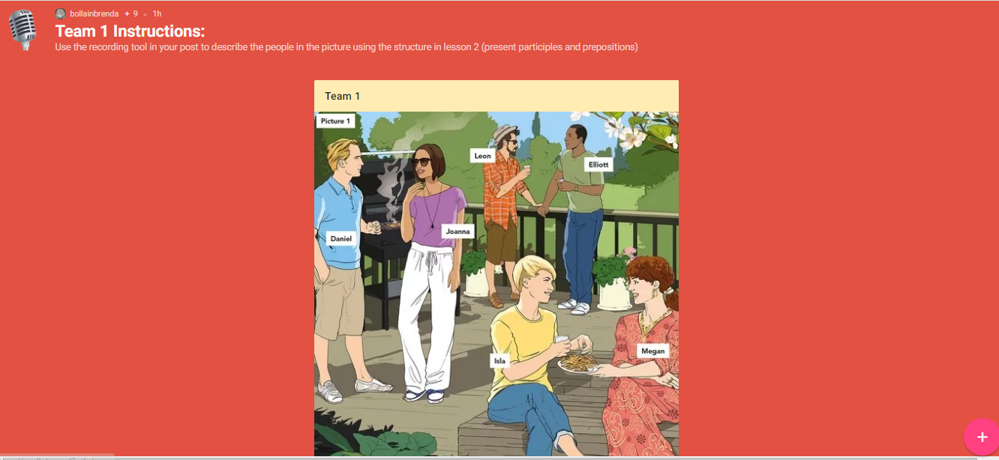 bollainbrenda + 9 • 1h
Team 1 Instructions:
Use the recording tool in your post to describe the people in the picture using the structure in lesson 2 (present participles and prepositions)
Team 1
Picture 1
Leon
Elliott
Daniel
Joanna
Megan
Isla
+